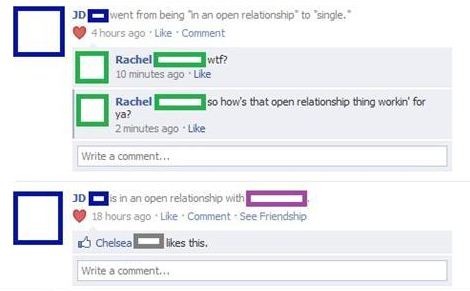 JD went from being "in an open relationship" to "single."
4 hours ago · Like · Comment
Rachel wtf?
10 minutes ago · Like
Rachel so how's that open relationship thing workin' for
ya?
2 minutes ago · Like
Write a comment...
JD is in an open relationship with .
18 hours ago · Like · Comment · See Friendship
Chelsea likes this.
Write a comment...